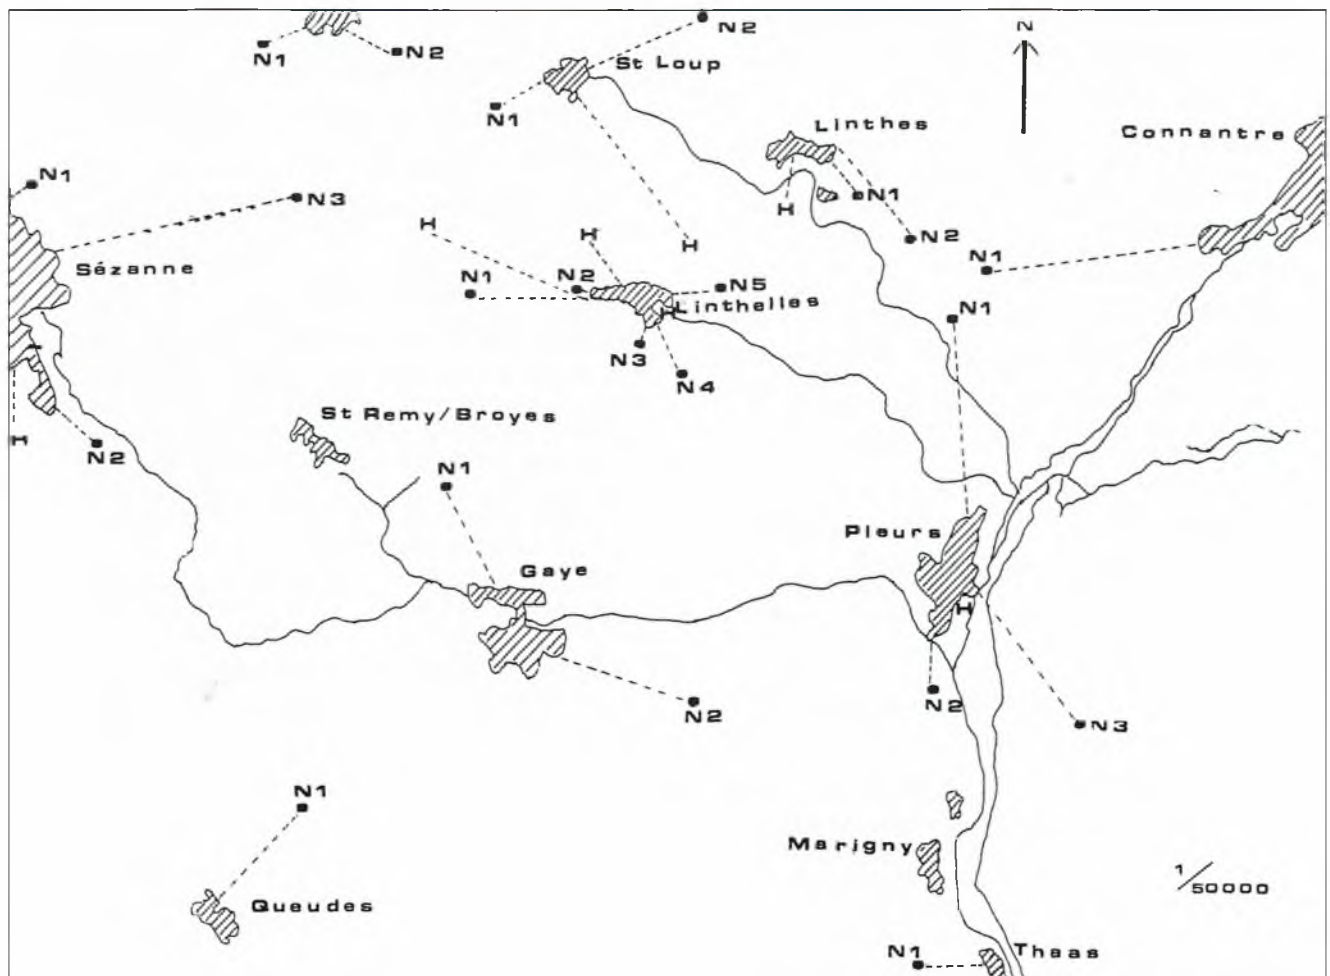 N1
N2
N2
N
St Loup
N1
Linthes
Connantre
N1
N3
N1
H
H
H
H
N2
Sézanne
N1
N1
N2
N5
Linthelles
H
N1
N3
N4
St Remy/Broyes
H
N2
N1
Pleurs
Gaye
H
N2
N2
N3
N1
Marigny
1/50000
Queudes
N1
Thaas